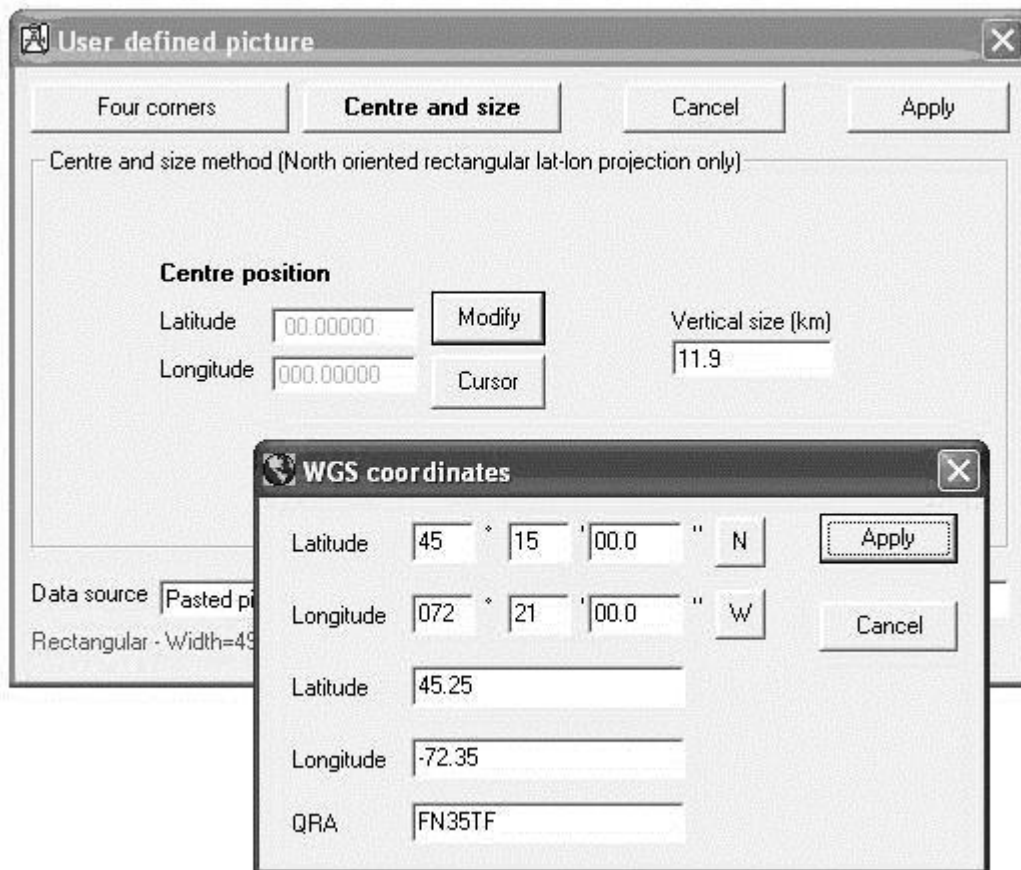 User defined picture
Four corners Centre and size Cancel Apply
Centre and size method (North oriented rectangular lat-lon projection only)
Centre position
Latitude 00.00000 Modify
Longitude 000.00000 Cursor
Vertical size (km)
11.9
Data source Pasted
Rectangular - Width=
WGS coordinates
Latitude 45 ° 15 ' 00.0 " N Apply
Longitude 072 ° 21 ' 00.0 " W Cancel
Latitude 45.25
Longitude -72.35
QRA FN35TF